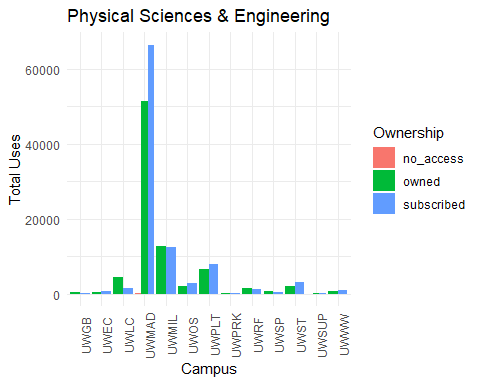 Physical Sciences & Engineering
60000
40000
20000
0
Total Uses
UWGB
UWEC
UWLC
UWMAD
UWMIL
UWOS
UWPLT
UWPRK
UWRF
UWSP
UWST
UWSUP
UWWW
Campus
Ownership
no_access
owned
subscribed